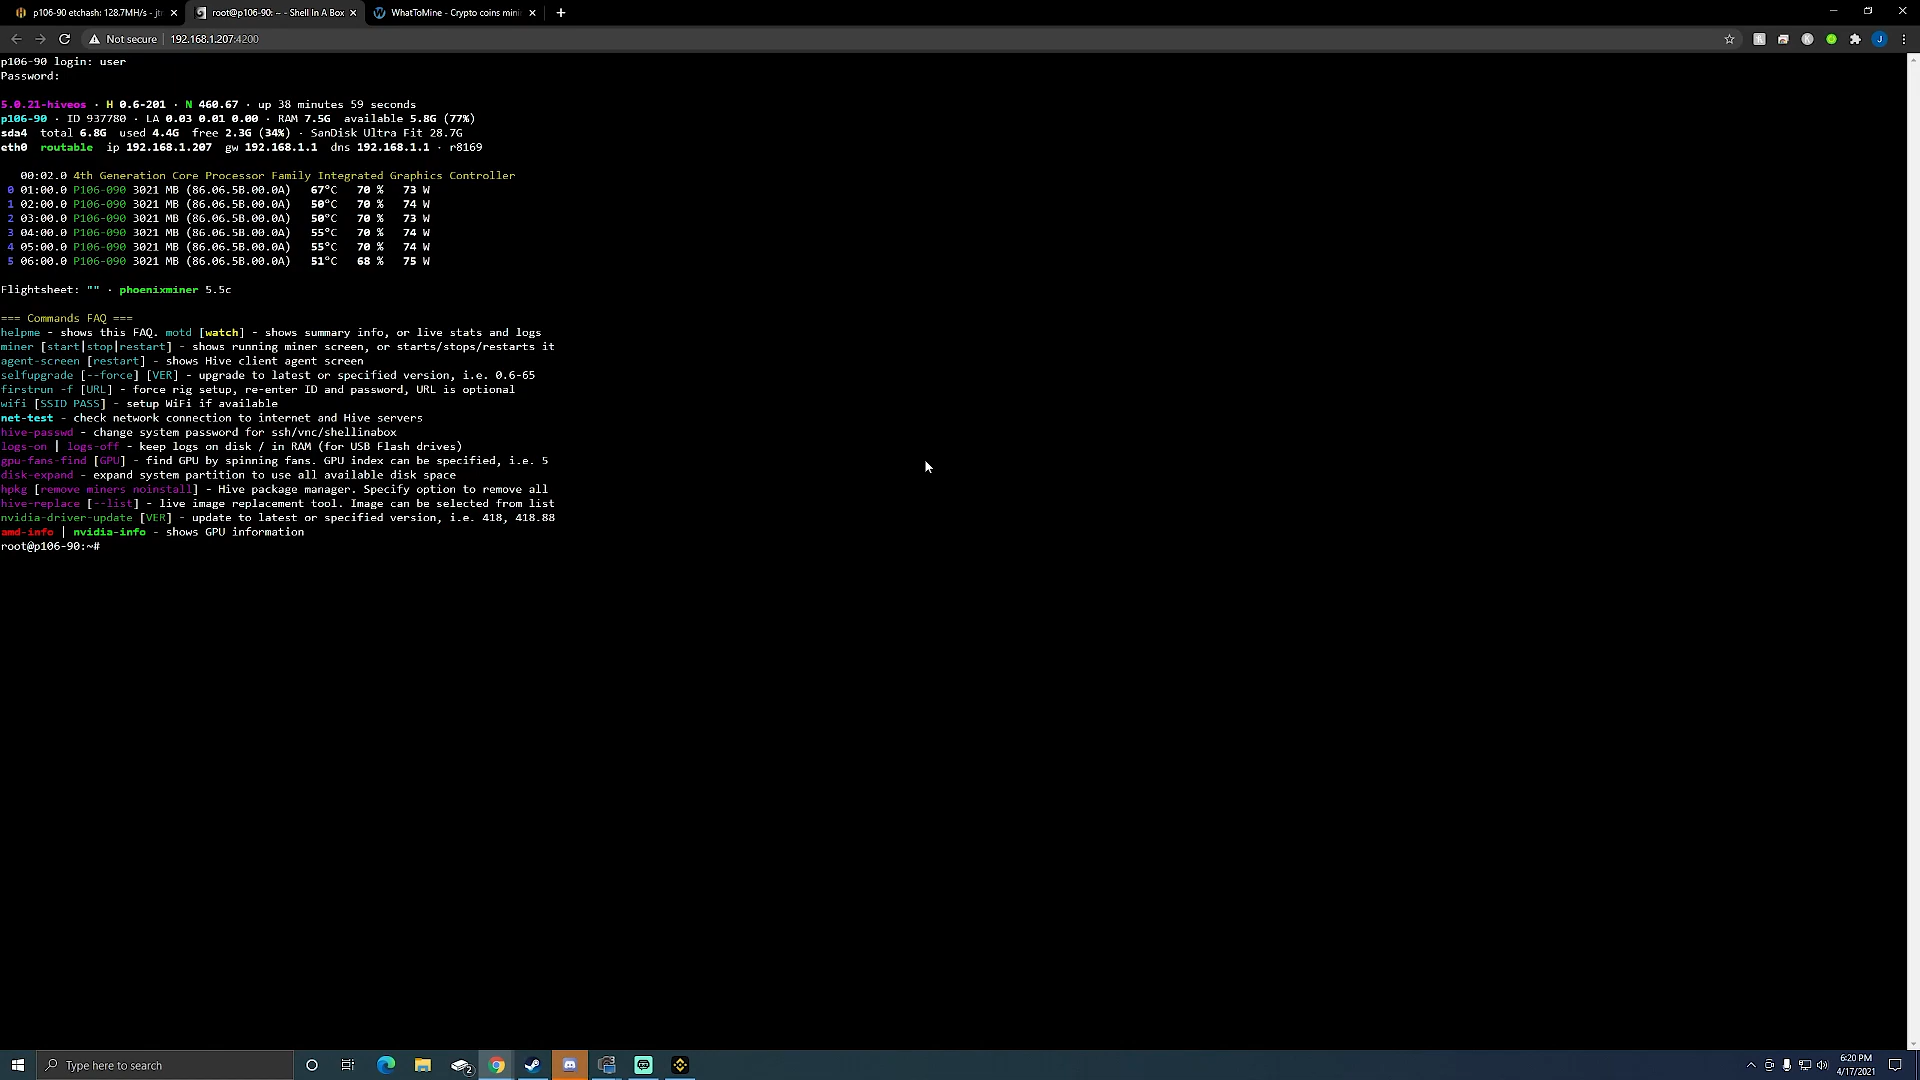 p106-90 etchash: 128.7MH/s - jtr
root@p106-90: ~ - Shell In A Box
WhatToMine - Crypto coins mini
Not secure
192.168.1.207:4200
J
p106-90 login: user
Password:
5.0.21-hiveos · H 0.6-201 · N 460.67 · up 38 minutes 59 seconds
p106-90 · ID 937780 · LA 0.03 0.01 0.00 · RAM 7.5G available 5.8G (77%)
sda4 total 6.8G used 4.4G free 2.3G (34%) · SanDisk Ultra Fit 28.7G
eth0 routable ip 192.168.1.207 gw 192.168.1.1 dns 192.168.1.1 · r8169
00:02.0 4th Generation Core Processor Family Integrated Graphics Controller
0 01:00.0 P106-090 3021 MB (86.06.5B.00.0A) 67°C 70 % 73 W
1 02:00.0 P106-090 3021 MB (86.06.5B.00.0A) 50°C 70 % 74 W
2 03:00.0 P106-090 3021 MB (86.06.5B.00.0A) 50°C 70 % 73 W
3 04:00.0 P106-090 3021 MB (86.06.5B.00.0A) 55°C 70 % 74 W
4 05:00.0 P106-090 3021 MB (86.06.5B.00.0A) 55°C 70 % 74 W
5 06:00.0 P106-090 3021 MB (86.06.5B.00.0A) 51°C 68 % 75 W
Flightsheet: "" · phoenixminer 5.5c
=== Commands FAQ ===
helpme - shows this FAQ. motd [watch] - shows summary info, or live stats and logs
miner [start|stop|restart] - shows running miner screen, or starts/stops/restarts it
agent-screen [restart] - shows Hive client agent screen
selfupgrade [--force] [VER] - upgrade to latest or specified version, i.e. 0.6-65
firstrun -f [URL] - force rig setup, re-enter ID and password, URL is optional
wifi [SSID PASS] - setup WiFi if available
net-test - check network connection to internet and Hive servers
hive-passwd - change system password for ssh/vnc/shellinabox
logs-on | logs-off - keep logs on disk / in RAM (for USB Flash drives)
gpu-fans-find [GPU] - find GPU by spinning fans. GPU index can be specified, i.e. 5
disk-expand - expand system partition to use all available disk space
hpkg [remove miners noinstall] - Hive package manager. Specify option to remove all
hive-replace [--list] - live image replacement tool. Image can be selected from list
nvidia-driver-update [VER] - update to latest or specified version, i.e. 418, 418.88
amd-info | nvidia-info - shows GPU information
root@p106-90:~#
Type here to search
2
6:20 PM
4/17/2021